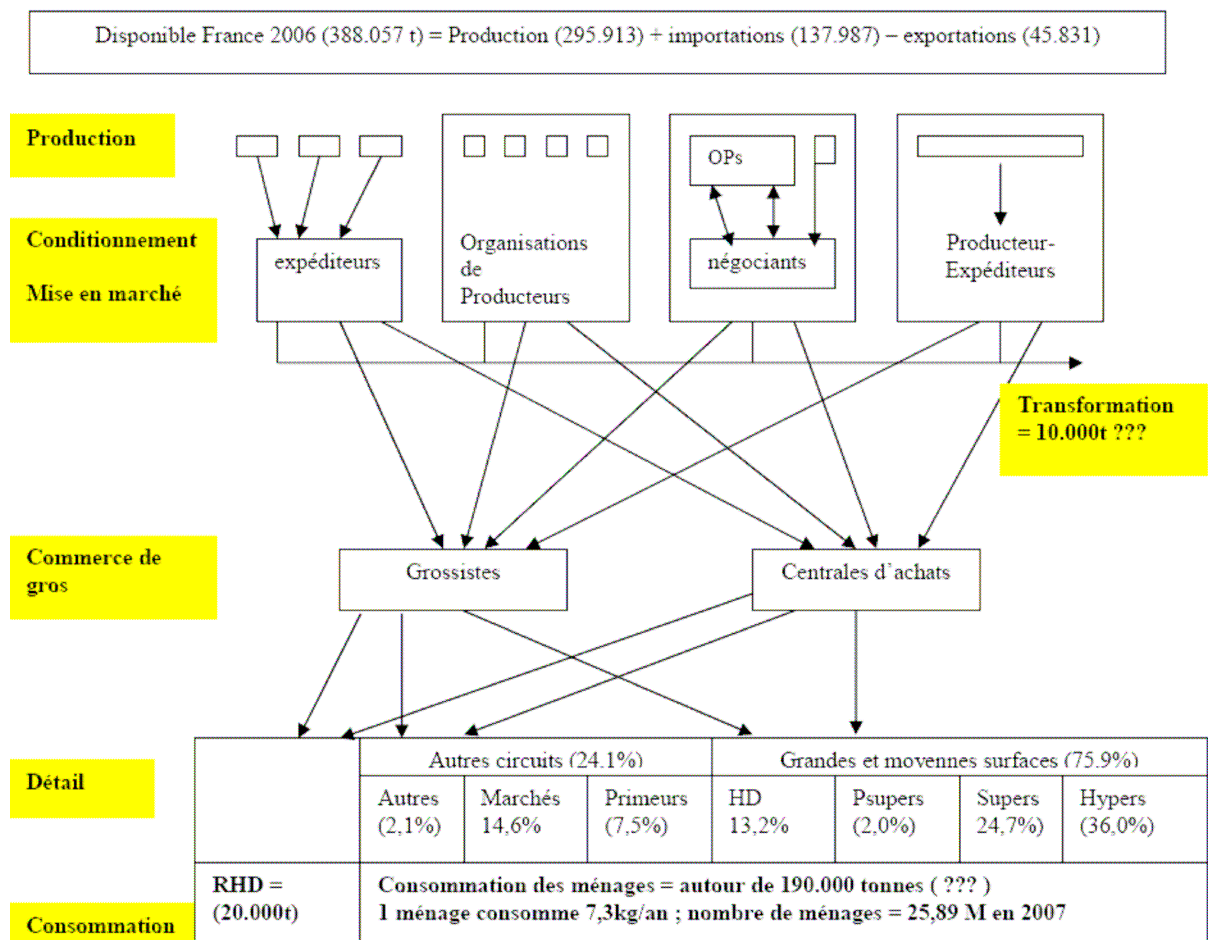 Disponible France 2006 (388.057 t) = Production (295.913) + importations (137.987) – exportations (45.831)
Production
OPs
Conditionnement
Mise en marché
expéditeurs
Organisations
de
Producteurs
négociants
Producteur-
Expéditeurs
Transformation
= 10.000t ???
Commerce de
gros
Grossistes
Centrales d’achats
Détail
Autres circuits (24.1%)
Grandes et moyennes surfaces (75.9%)
Autres
(2,1%)
Marchés
14,6%
Primeurs
(7,5%)
HD
13,2%
Psupers
(2,0%)
Supers
24,7%)
Hypers
(36,0%)
Consommation
RHD =
(20.000t)
Consommation des ménages = autour de 190.000 tonnes ( ??? )
1 ménage consomme 7,3kg/an ; nombre de ménages = 25,89 M en 2007